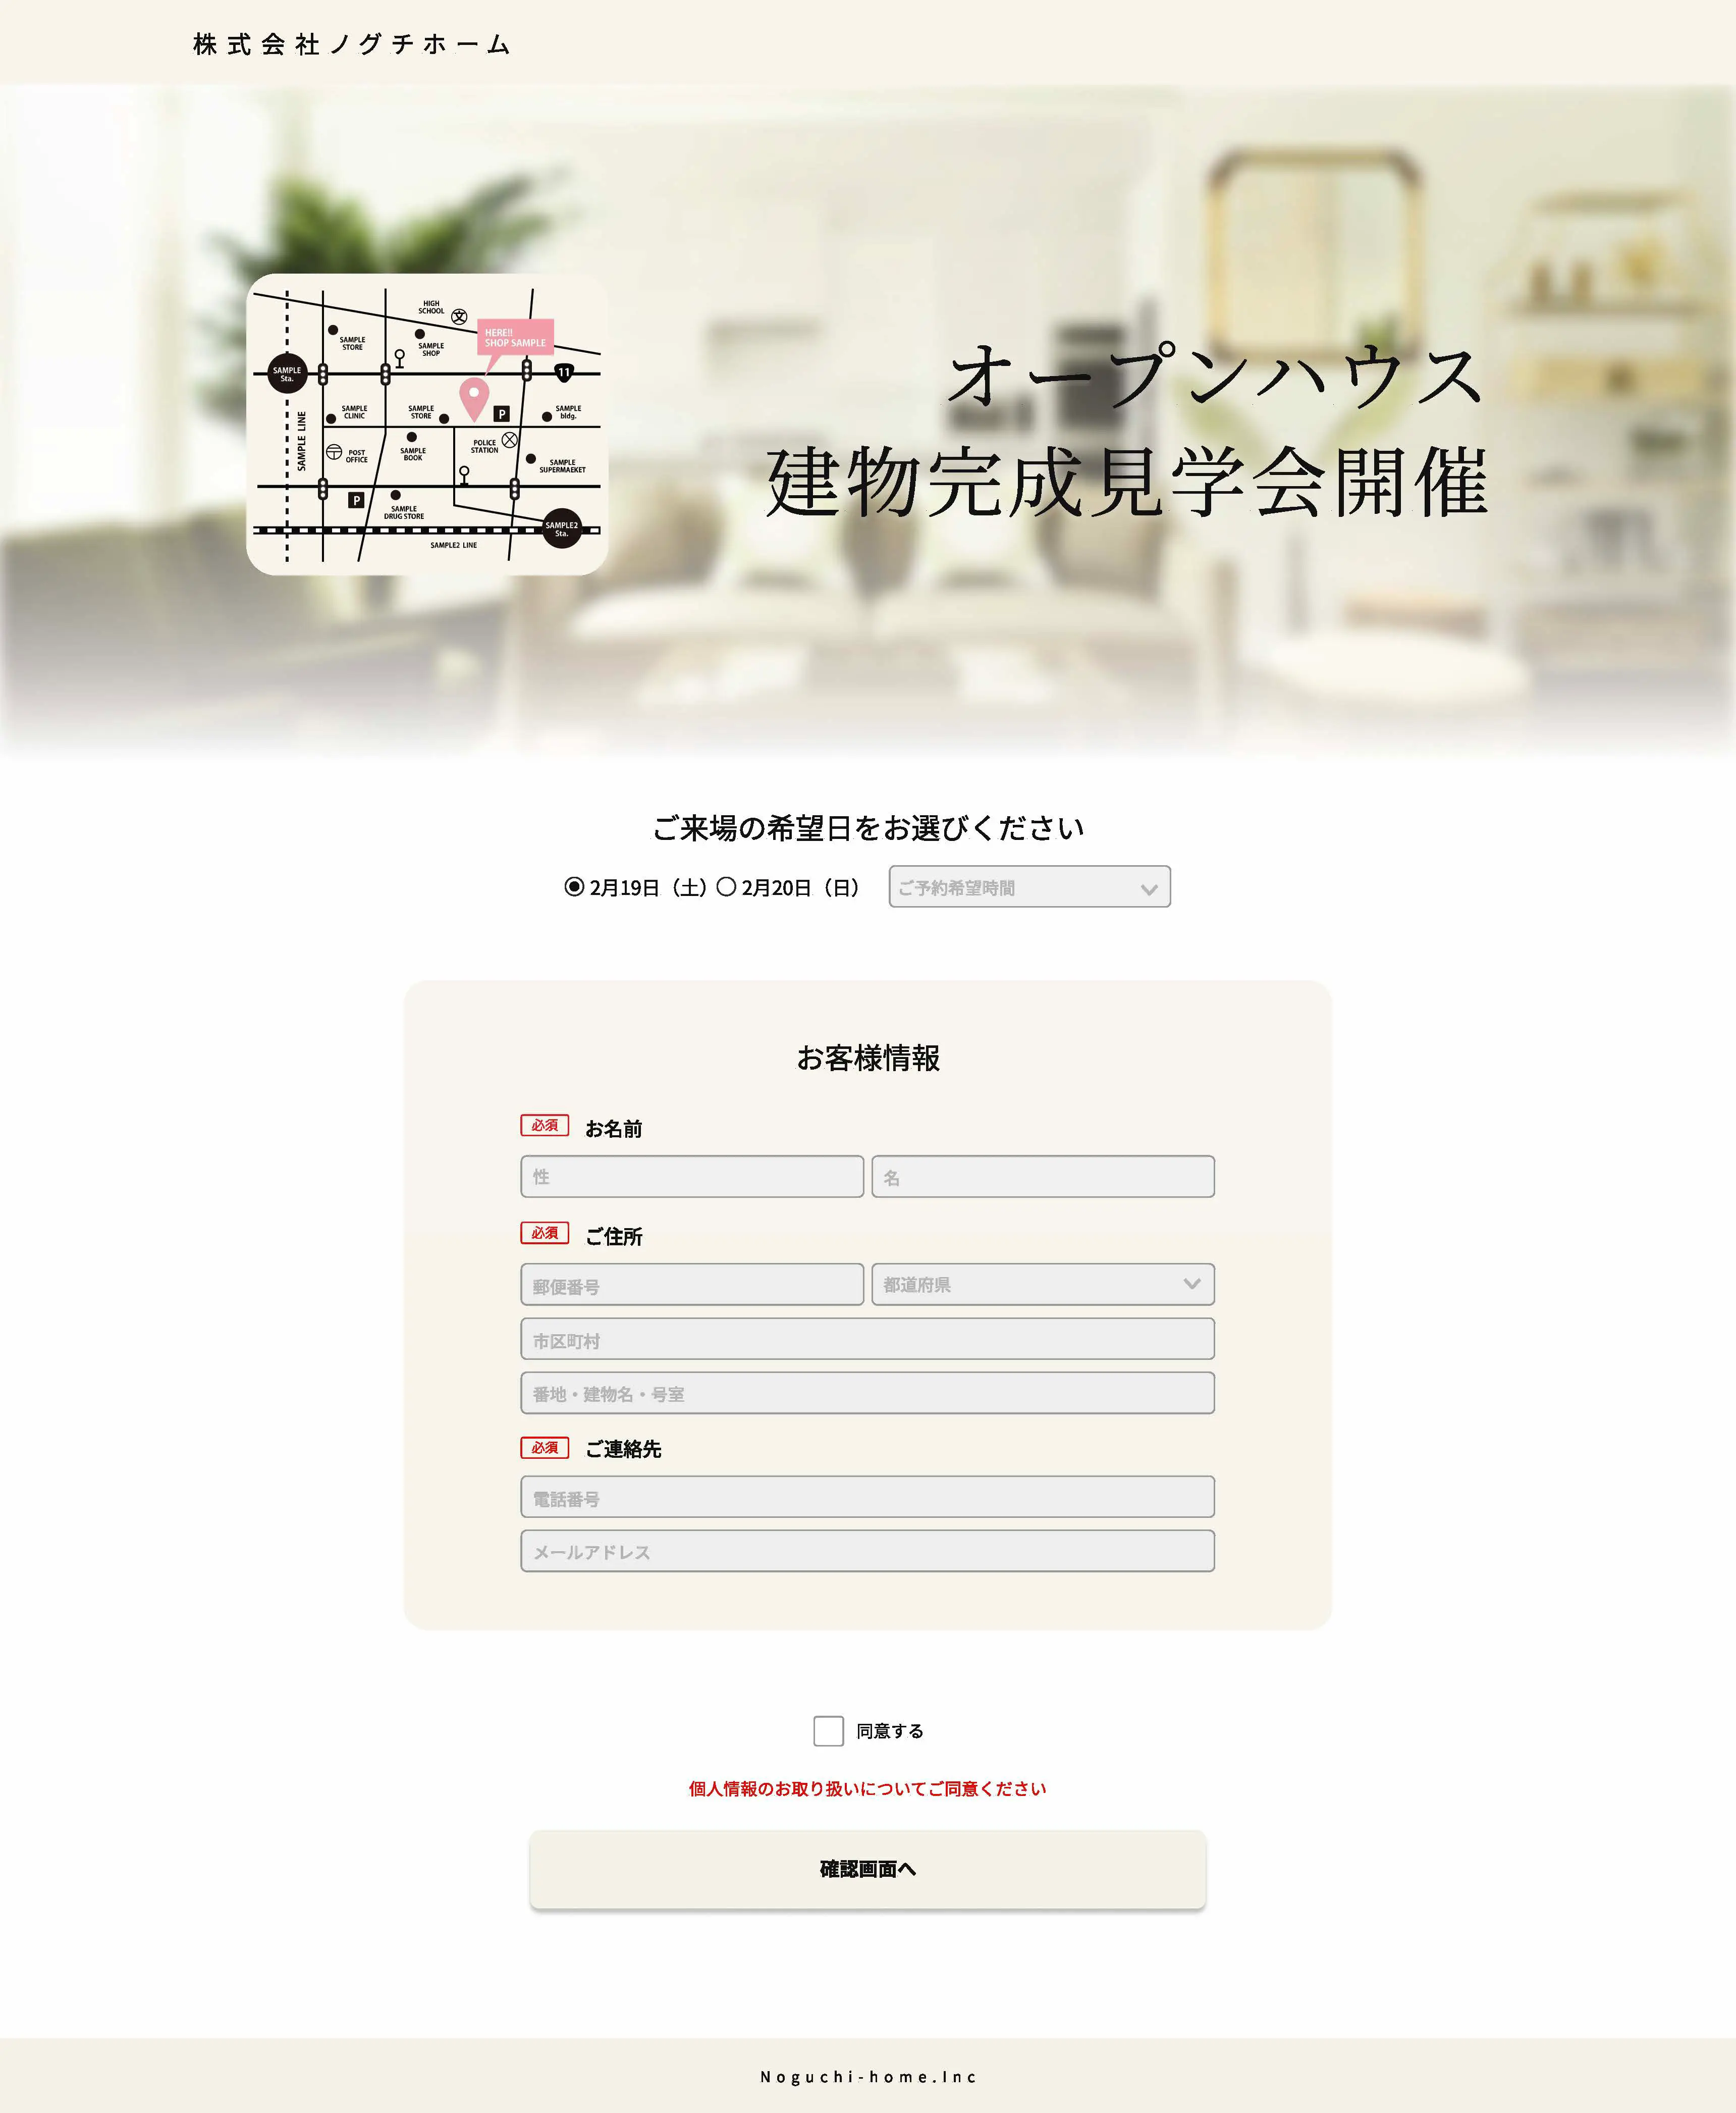 株式会社ノグチホーム
オープンハウス
建物完成見学会開催
HIGH
SCHOOL
HERE!!
SHOP SAMPLE
SAMPLE
STORE
SAMPLE
SHOP
SAMPLE
Sta.
11
SAMPLE
CLINIC
SAMPLE
STORE
P
SAMPLE
bldg.
SAMPLE LINE
POST
OFFICE
SAMPLE
BOOK
POLICE
STATION
SAMPLE
SUPERMAEKET
P
SAMPLE
DRUG STORE
SAMPLE2
Sta.
SAMPLE2 LINE
ご来場の希望日をお選びください
2月19日（土） 2月20日（日） ご予約希望時間
お客様情報
必須 お名前
性 名
必須 ご住所
郵便番号 都道府県
市区町村
番地・建物名・号室
必須 ご連絡先
電話番号
メールアドレス
同意する
個人情報のお取り扱いについてご同意ください
確認画面へ
Noguchi-home.Inc